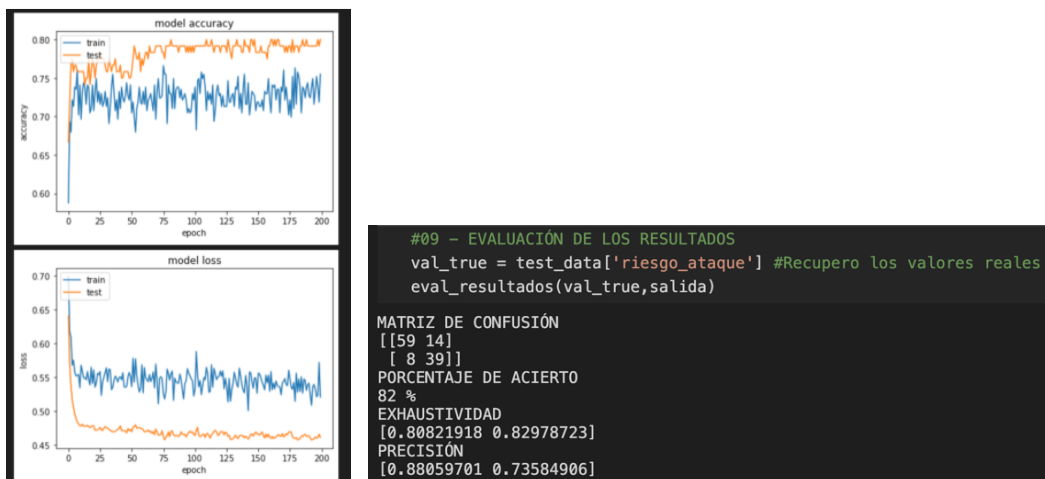 model accuracy
0.80
0.75
0.70
0.65
0.60
accuracy
train
test
0 25 50 75 100 125 150 175 200
epoch
model loss
0.70
0.65
0.60
0.55
0.50
0.45
loss
train
test
0 25 50 75 100 125 150 175 200
epoch
#09 - EVALUACIÓN DE LOS RESULTADOS
val_true = test_data['riesgo_ataque'] #Recupero los valores reales
eval_resultados(val_true,salida)
MATRIZ DE CONFUSIÓN
[[59 14]
[ 8 39]]
PORCENTAJE DE ACIERTO
82 %
EXHAUSTIVIDAD
[0.80821918 0.82978723]
PRECISIÓN
[0.88059701 0.73584906]